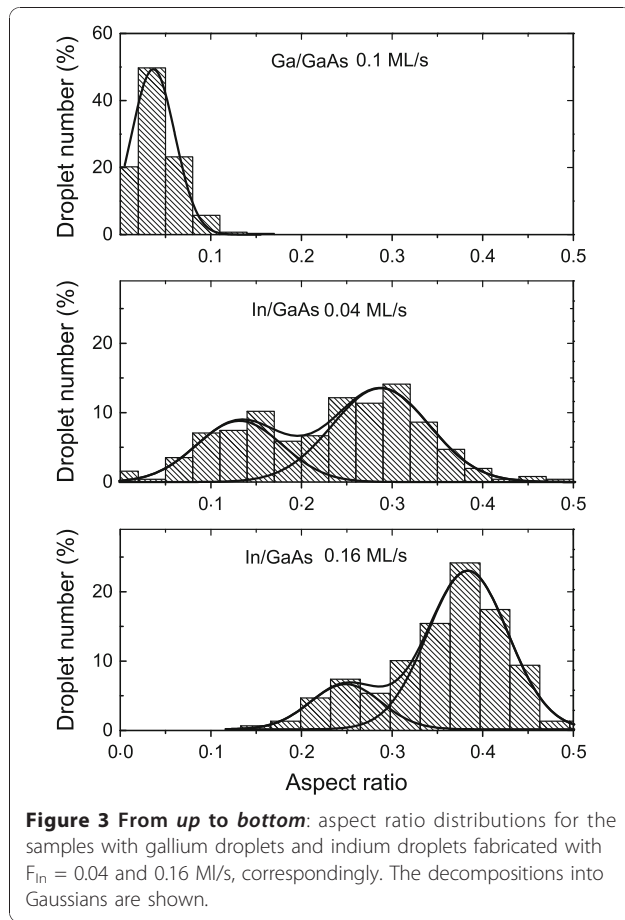 60
Ga/GaAs 0.1 ML/s
40
20
0
Droplet number (%)
0.1 0.2 0.3 0.4 0.5
In/GaAs 0.04 ML/s
20
10
0
Droplet number (%)
0.1 0.2 0.3 0.4 0.5
In/GaAs 0.16 ML/s
20
10
0
Droplet number (%)
0.0 0.1 0.2 0.3 0.4 0.5
Aspect ratio
Figure 3 From up to bottom: aspect ratio distributions for the
samples with gallium droplets and indium droplets fabricated with
FIn = 0.04 and 0.16 Ml/s, correspondingly. The decompositions into
Gaussians are shown.